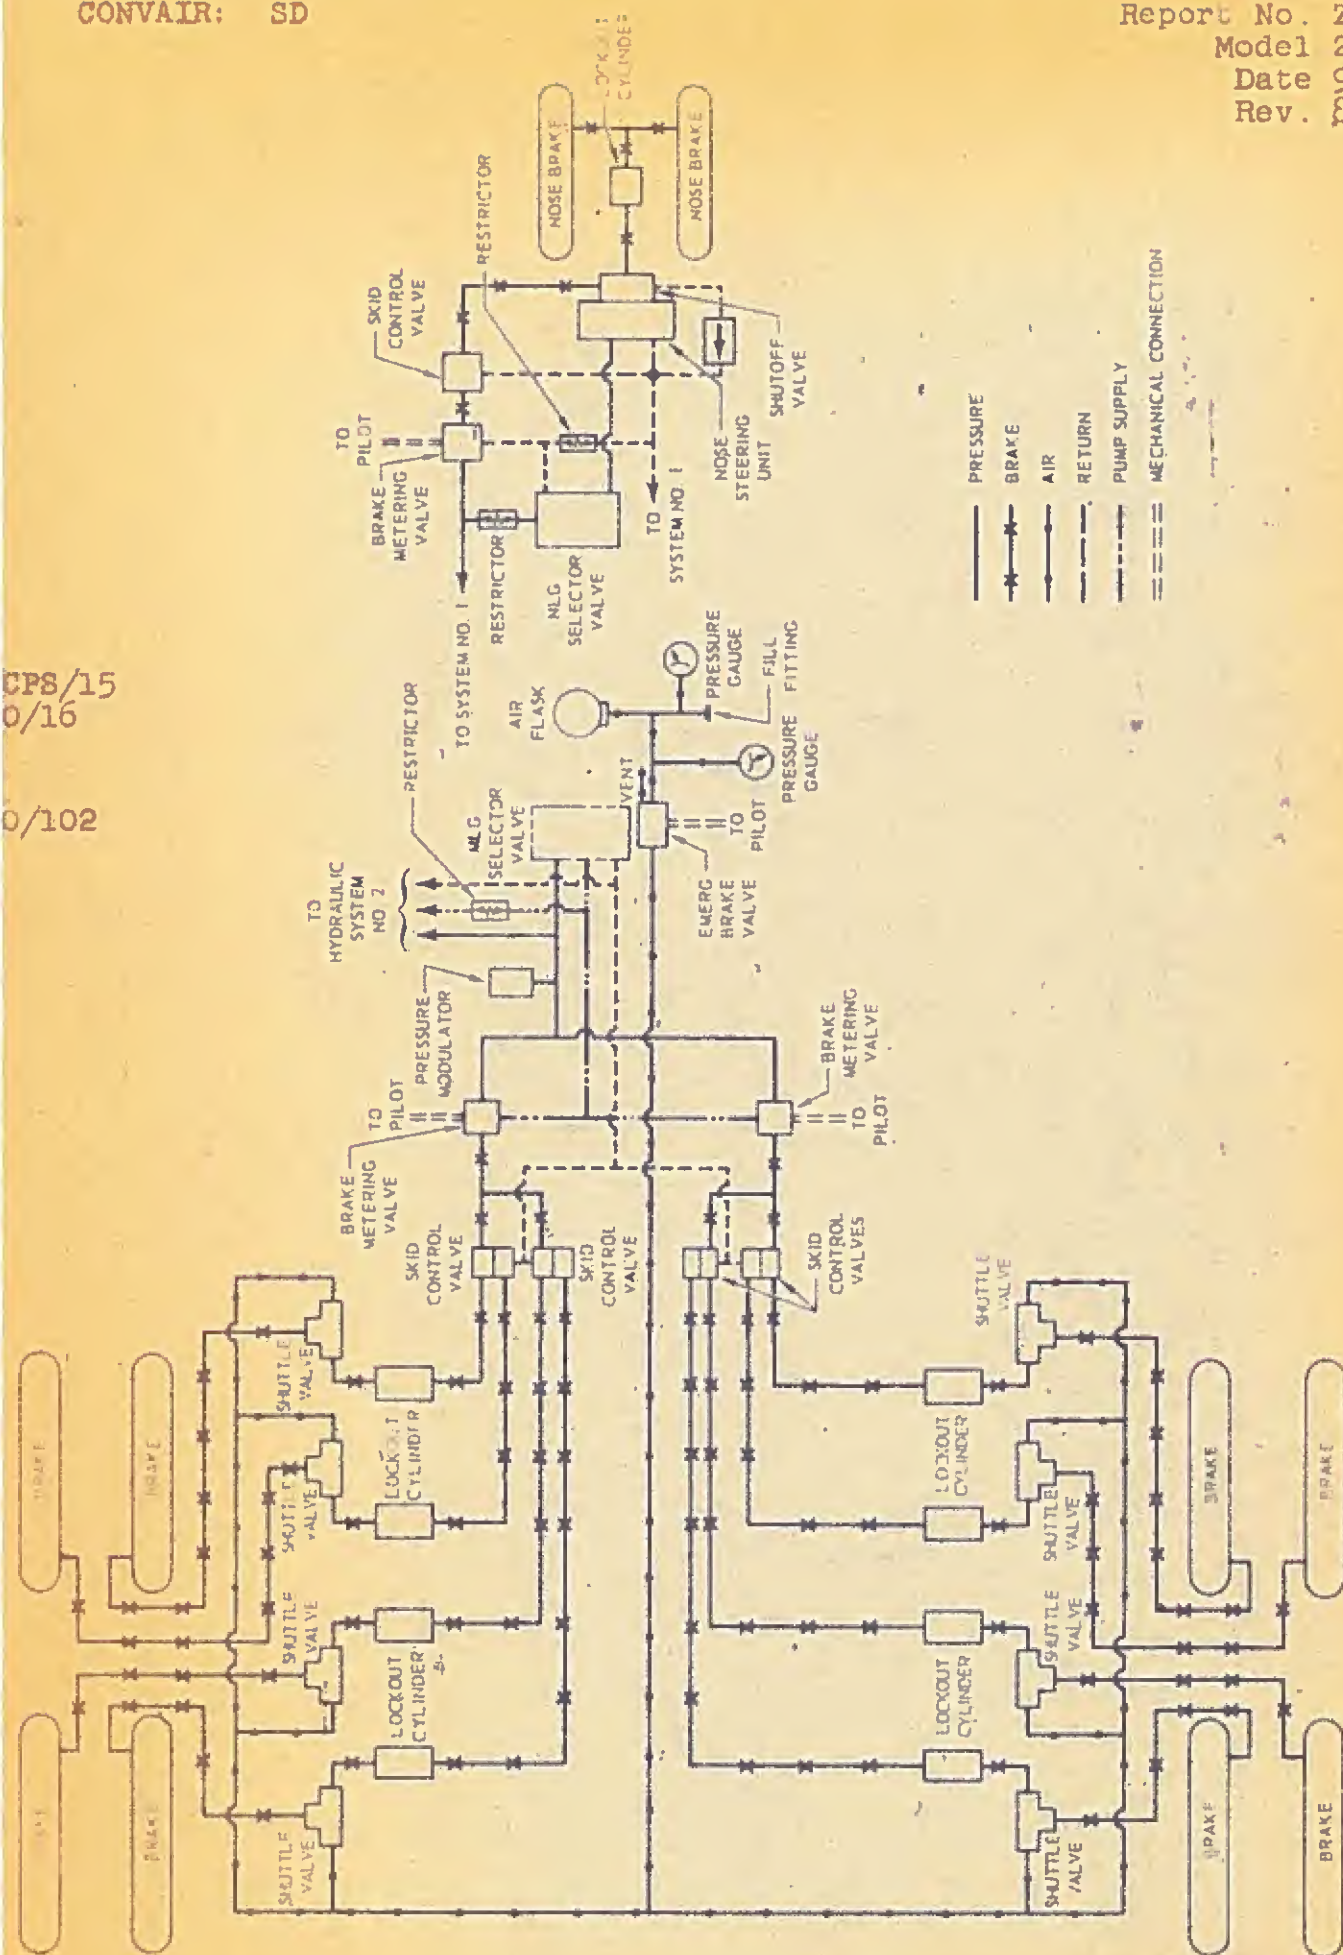 CONVAIR: SD
Report No.
Model 2
Date
Rev.
CPS/15
0/16
0/102
LOCKOUT
CYLINDER
NOSE BRAKE
NOSE BRAKE
RESTRICTOR
SKID
CONTROL
VALVE
TO
PILOT
BRAKE
METERING
VALVE
TO SYSTEM NO. 1
RESTRICTOR
NLG
SELECTOR
VALVE
TO
SYSTEM NO. 1
NOSE
STEERING
UNIT
SHUTOFF
VALVE
PRESSURE
BRAKE
AIR
RETURN
PUMP SUPPLY
MECHANICAL CONNECTION
RESTRICTOR
AIR
FLASK
PRESSURE
GAUGE
FILL
FITTING
PRESSURE
GAUGE
VENT
TO
PILOT
EMERG
BRAKE
VALVE
MLG
SELECTOR
VALVE
TO
HYDRAULIC
SYSTEM
NO 2
PRESSURE
MODULATOR
TO
PILOT
BRAKE
METERING
VALVE
BRAKE
METERING
VALVE
TO
PILOT
SKID
CONTROL
VALVE
SKID
CONTROL
VALVE
SKID
CONTROL
VALVES
SHUTTLE
VALVE
SHUTTLE
VALVE
SHUTTLE
VALVE
SHUTTLE
VALVE
LOCKOUT
CYLINDER
LOCKOUT
CYLINDER
LOCKOUT
CYLINDER
LOCKOUT
CYLINDER
SHUTTLE
VALVE
SHUTTLE
VALVE
SHUTTLE
VALVE
SHUTTLE
VALVE
BRAKE
BRAKE
BRAKE
BRAKE
BRAKE
BRAKE
BRAKE